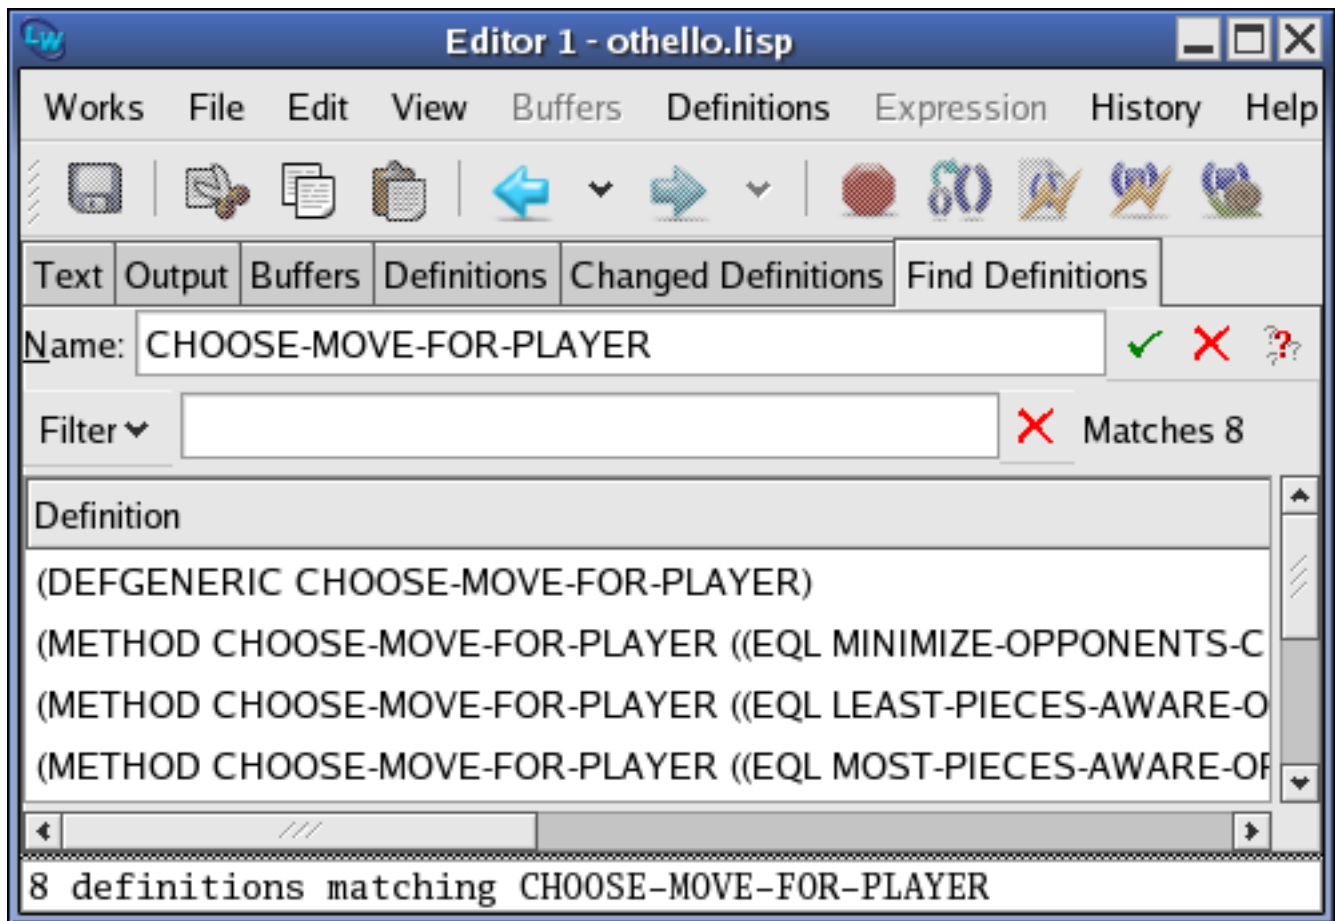 LW Editor 1 - othello.lisp
Works File Edit View Buffers Definitions Expression History Help
Text Output Buffers Definitions Changed Definitions Find Definitions
Name: CHOOSE-MOVE-FOR-PLAYER
Filter Matches 8
Definition
(DEFGENERIC CHOOSE-MOVE-FOR-PLAYER)
(METHOD CHOOSE-MOVE-FOR-PLAYER ((EQL MINIMIZE-OPPONENTS-C
(METHOD CHOOSE-MOVE-FOR-PLAYER ((EQL LEAST-PIECES-AWARE-O
(METHOD CHOOSE-MOVE-FOR-PLAYER ((EQL MOST-PIECES-AWARE-OP
8 definitions matching CHOOSE-MOVE-FOR-PLAYER